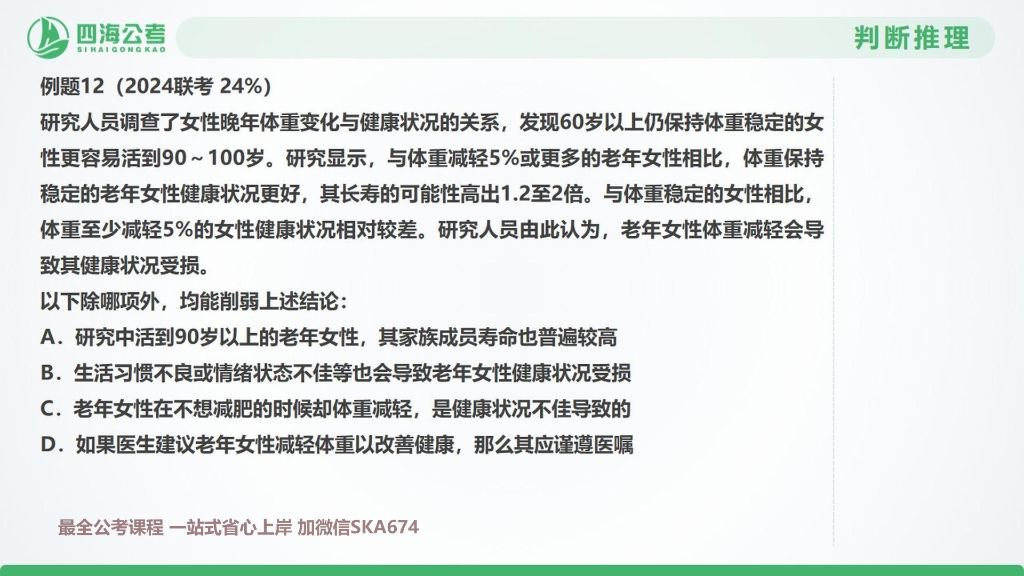 四海公考
SIHAIGONGKAO
判断推理
例题12（2024联考 24%）
研究人员调查了女性晚年体重变化与健康状况的关系，发现60岁以上仍保持体重稳定的女
性更容易活到90～100岁。研究显示，与体重减轻5%或更多的老年女性相比，体重保持
稳定的老年女性健康状况更好，其长寿的可能性高出1.2至2倍。与体重稳定的女性相比，
体重至少减轻5%的女性健康状况相对较差。研究人员由此认为，老年女性体重减轻会导
致其健康状况受损。
以下除哪项外，均能削弱上述结论：
A．研究中活到90岁以上的老年女性，其家族成员寿命也普遍较高
B．生活习惯不良或情绪状态不佳等也会导致老年女性健康状况受损
C．老年女性在不想减肥的时候却体重减轻，是健康状况不佳导致的
D．如果医生建议老年女性减轻体重以改善健康，那么其应谨遵医嘱
最全公考课程 一站式省心上岸 加微信SKA674